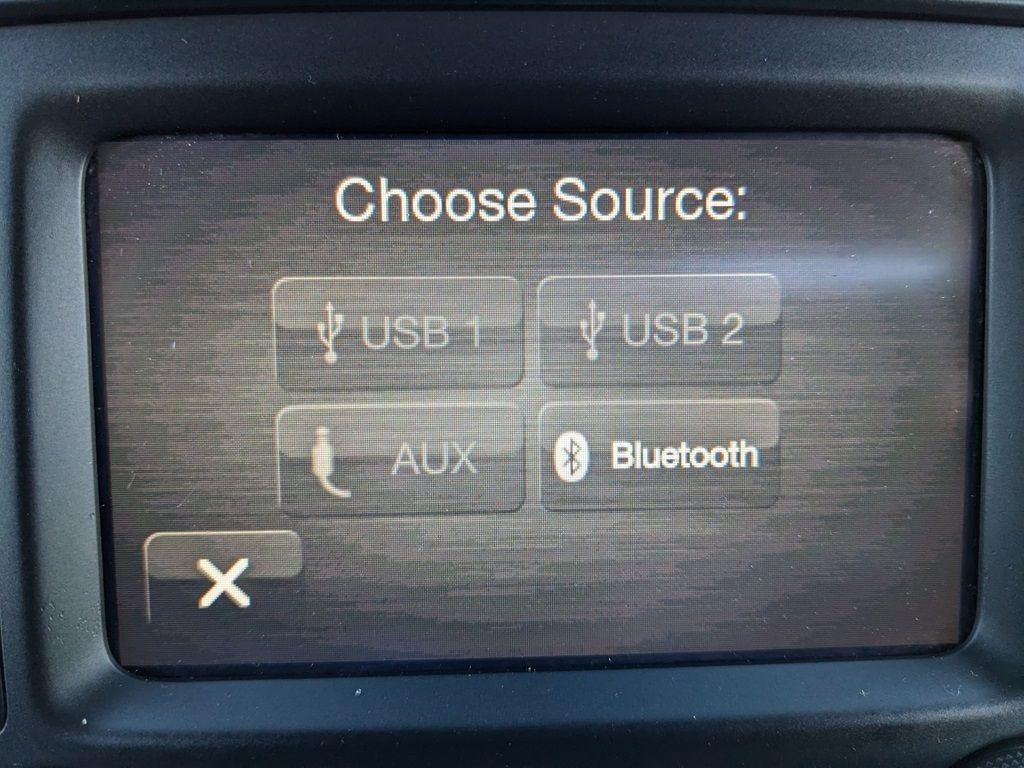 Choose Source:
USB 1
USB 2
AUX
Bluetooth